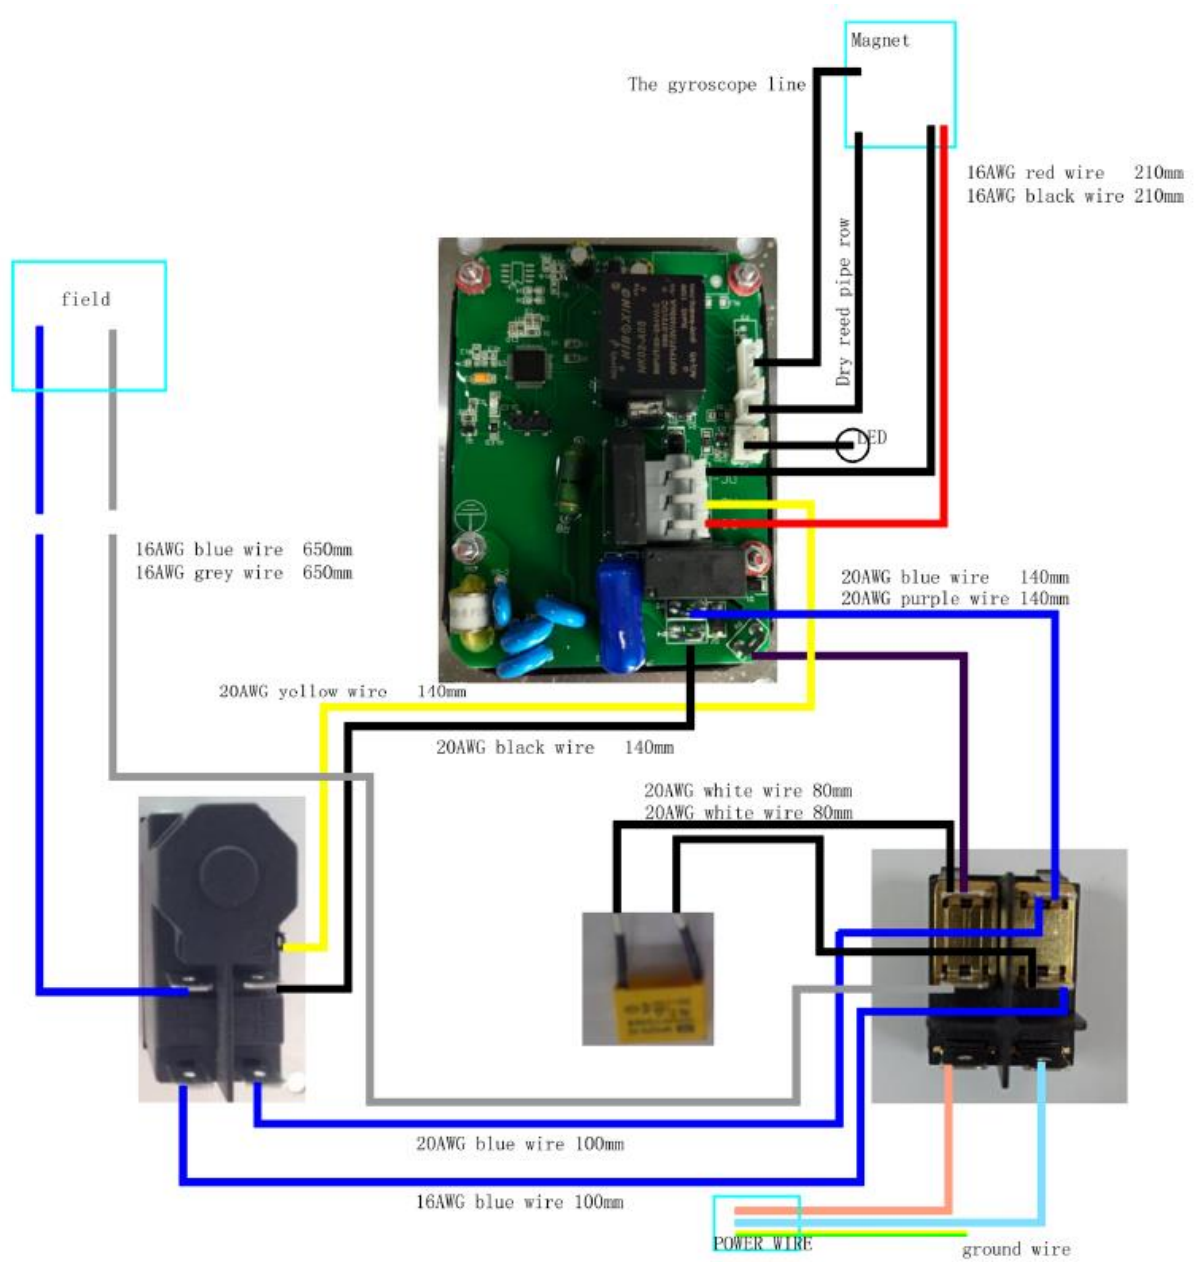 Magnet
The gyroscope line
16AWG red wire 210mm
16AWG black wire 210mm
Dry reed pipe row
field
LED
16AWG blue wire 650mm
16AWG grey wire 650mm
20AWG blue wire 140mm
20AWG purple wire 140mm
20AWG yellow wire 140mm
20AWG black wire 140mm
20AWG white wire 80mm
20AWG white wire 80mm
20AWG blue wire 100mm
16AWG blue wire 100mm
POWER WIRE
ground wire